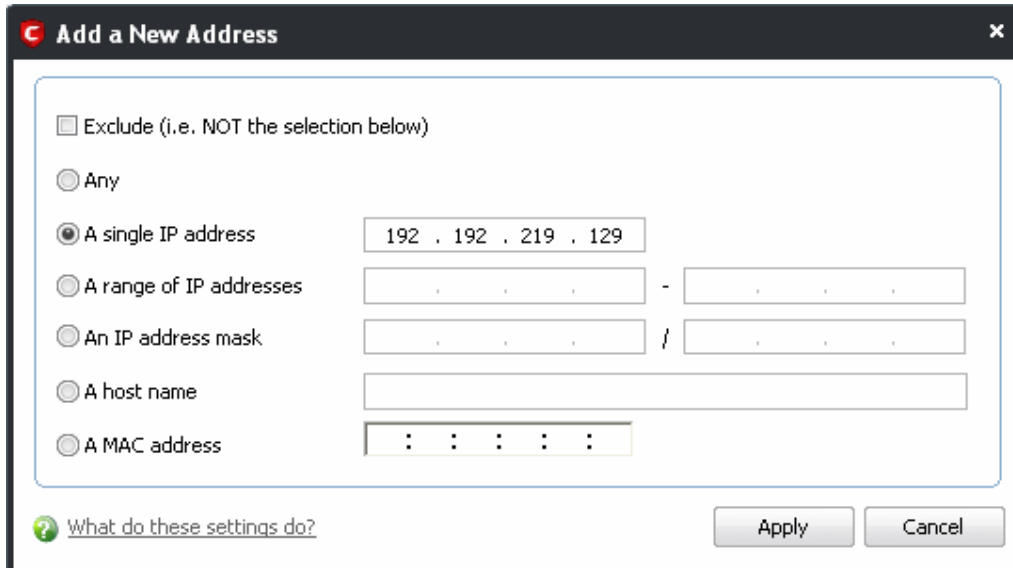 C Add a New Address ×
Exclude (i.e. NOT the selection below)
Any
A single IP address 192 . 192 . 219 . 129
A range of IP addresses . . . - . . .
An IP address mask . . . / . . .
A host name
A MAC address : : : : :
? What do these settings do? Apply Cancel